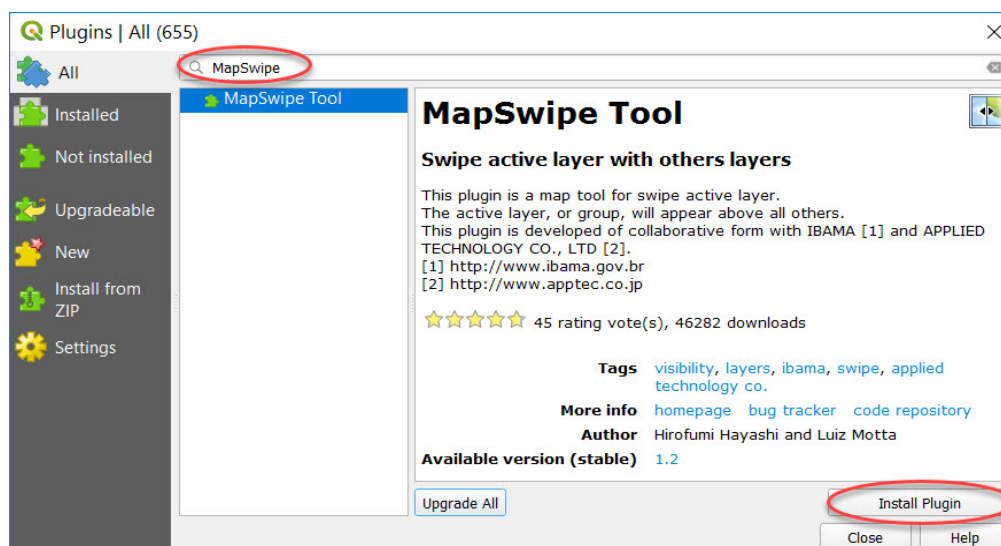 Plugins | All (655)
All
Installed
Not installed
Upgradeable
New
Install from
ZIP
Settings
MapSwipe
MapSwipe Tool
MapSwipe Tool
Swipe active layer with others layers
This plugin is a map tool for swipe active layer.
The active layer, or group, will appear above all others.
This plugin is developed of collaborative form with IBAMA [1] and APPLIED
TECHNOLOGY CO., LTD [2].
[1] http://www.ibama.gov.br
[2] http://www.apptec.co.jp
45 rating vote(s), 46282 downloads
Tags visibility, layers, ibama, swipe, applied
technology co.
More info homepage bug tracker code repository
Author Hirofumi Hayashi and Luiz Motta
Available version (stable) 1.2
Upgrade All Install Plugin
Close Help